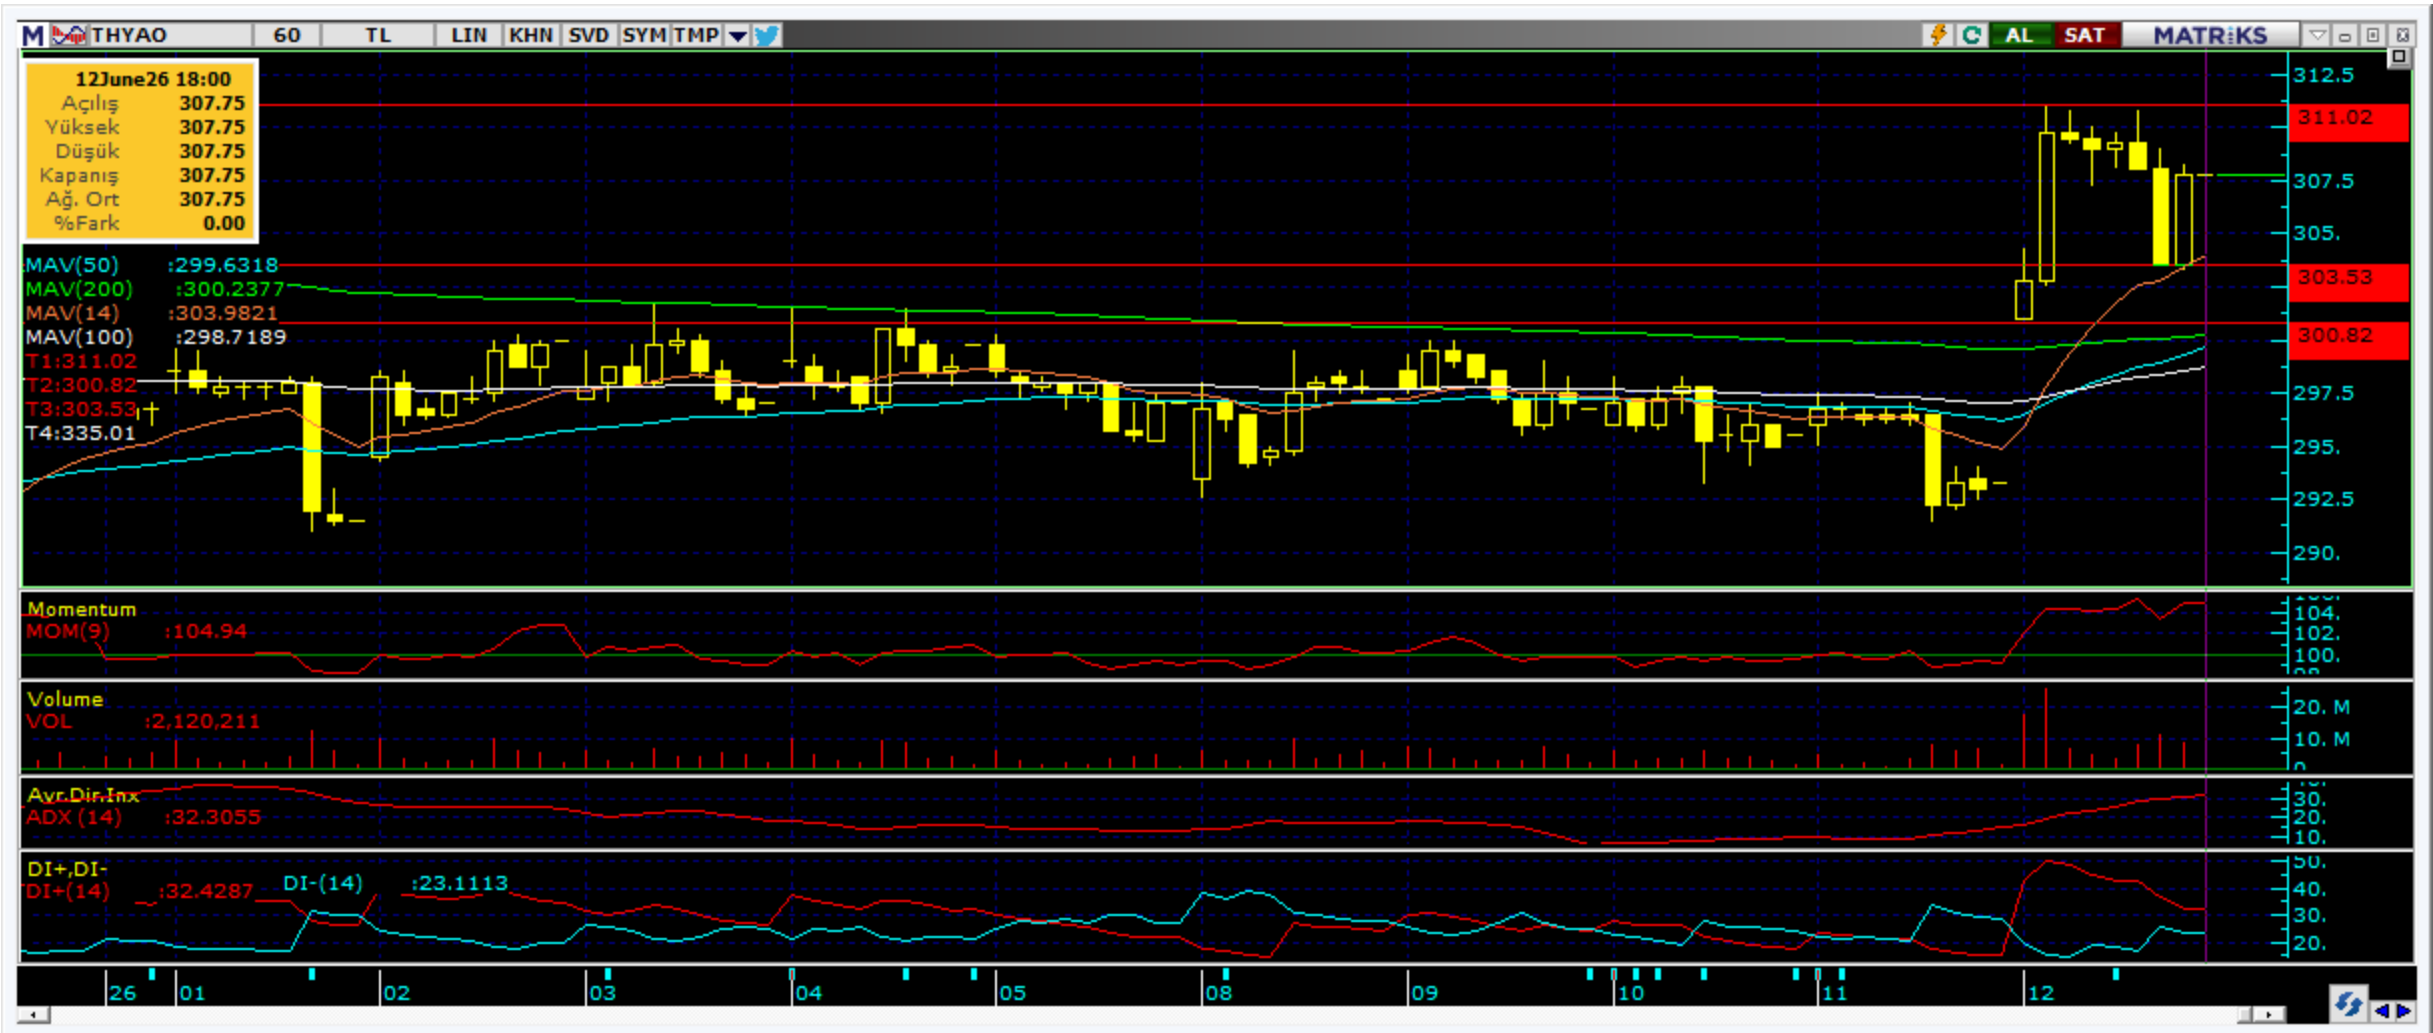 M THYAO 60 TL LIN KHN SVD SYM TMP AL SAT MATRiKS
12June26 18:00
Açılış 307.75
Yüksek 307.75
Düşük 307.75
Kapanış 307.75
Ağ. Ort 307.75
%Fark 0.00
MAV(50) :299.6318
MAV(200) :300.2377
MAV(14) :303.9821
MAV(100) :298.7189
T1:311.02
T2:300.82
T3:303.53
T4:335.01
312.5
311.02
307.5
305.
303.53
300.82
297.5
295.
292.5
290.
Momentum
MOM(9) :104.94
104.
102.
100.
Volume
VOL :2,120,211
20. M
10. M
0
Avr.Dir.Inx
ADX (14) :32.3055
30.
20.
10.
DI+,DI-
DI+(14) :32.4287 DI-(14) :23.1113
50.
40.
30.
20.
26 01 02 03 04 05 08 09 10 11 12